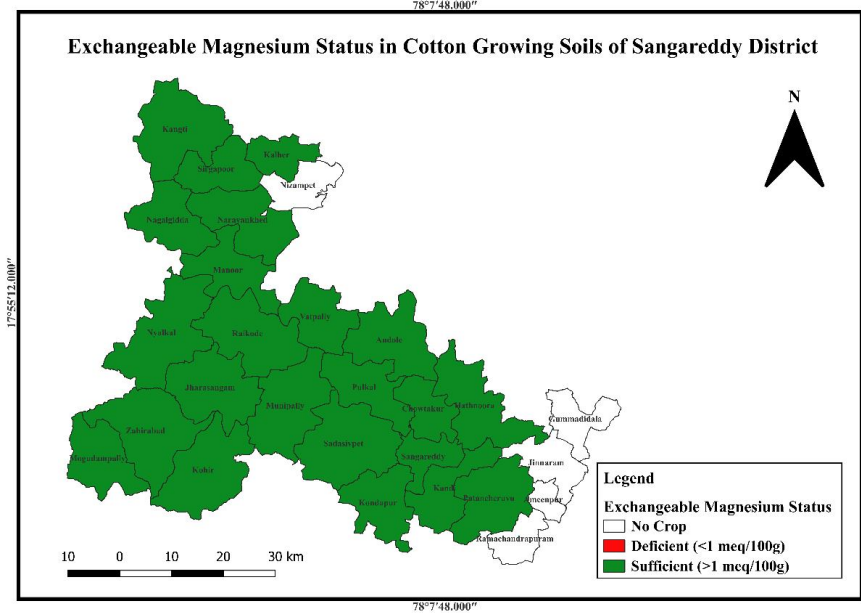 78°7'48.000"
Exchangeable Magnesium Status in Cotton Growing Soils of Sangareddy District
N
Kangti
Kalher
Sirgapoor
Nizampet
Nagalgidda
Narayankhed
Manoor
17°55'12.000"
Vatpally
Nyalkal
Raikode
Andole
Jharasangam
Pulkal
Munipally
Chowtakur
Hathnoora
Gummadidala
Zahirabad
Sadasivpet
Mogudampally
Sangareddy
Jinnaram
Kohir
Kandi
Patancheruvu
Ameenpur
Kondapur
Ramachandrapuram
Legend
Exchangeable Magnesium Status
No Crop
Deficient (<1 meq/100g)
Sufficient (>1 meq/100g)
10 0 10 20 30 km
78°7'48.000"